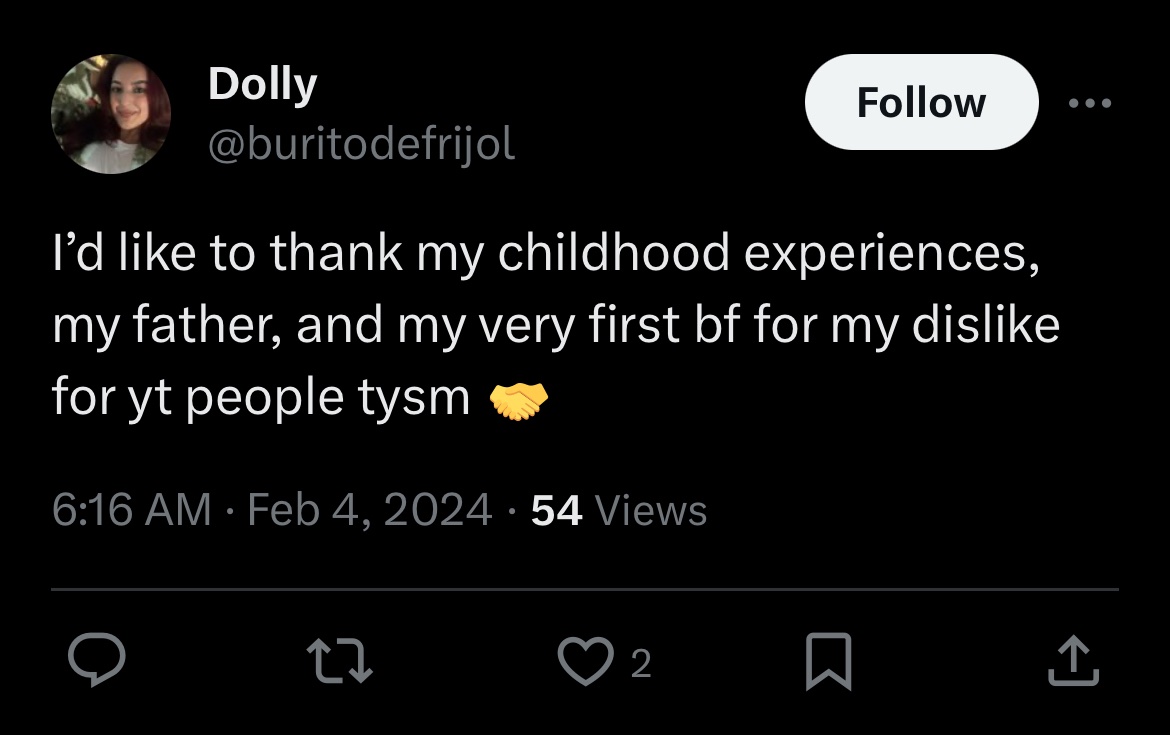 Dolly
@buritodefrijol
Follow
I’d like to thank my childhood experiences,
my father, and my very first bf for my dislike
for yt people tysm 🤝
6:16 AM · Feb 4, 2024 · 54 Views
2